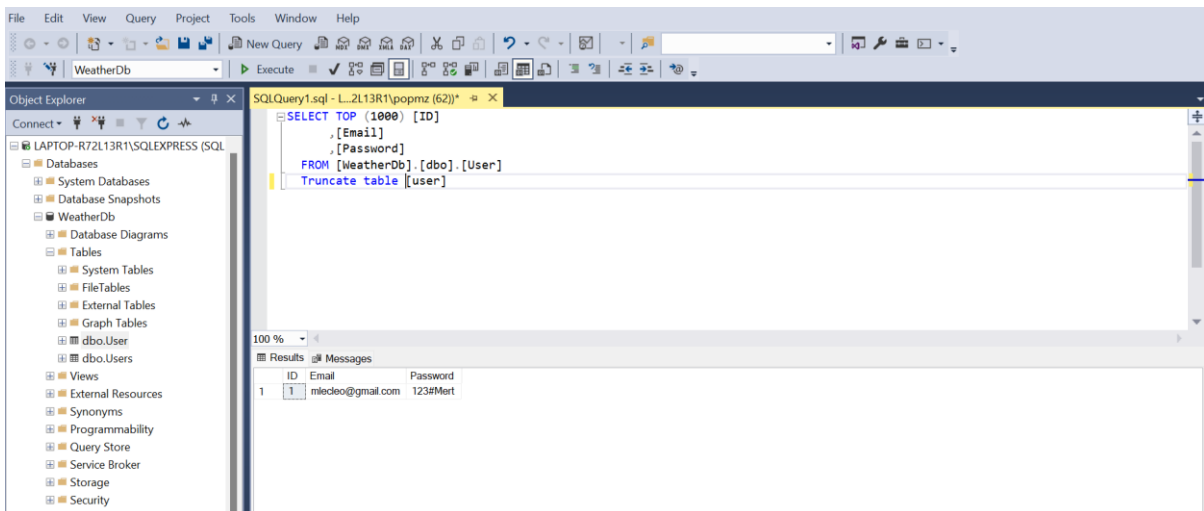 File Edit View Query Project Tools Window Help
New Query MDX DMX XMLA DAX
WeatherDb Execute
Object Explorer
SQLQuery1.sql - L...2L13R1\popmz (62))*
Connect
LAPTOP-R72L13R1\SQLEXPRESS (SQL
Databases
System Databases
Database Snapshots
WeatherDb
Database Diagrams
Tables
System Tables
FileTables
External Tables
Graph Tables
dbo.User
dbo.Users
Views
External Resources
Synonyms
Programmability
Query Store
Service Broker
Storage
Security
SELECT TOP (1000) [ID]
,[Email]
,[Password]
FROM [WeatherDb].[dbo].[User]
Truncate table [user]
100 %
Results Messages
ID Email Password
1 1 mlecleo@gmail.com 123#Mert